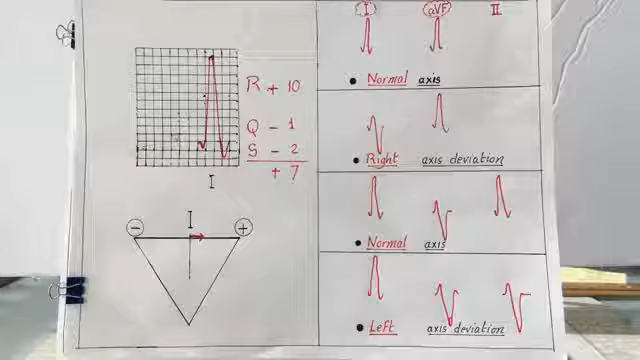 R + 10
Q - 1
S - 2
+ 7
I
I
- +
I aVF II
Normal axis
Right axis deviation
Normal axis
Left axis deviation